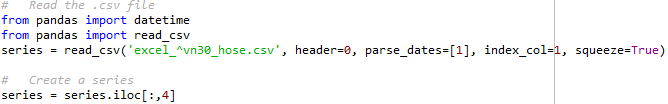 #   Read the .csv file
from pandas import datetime
from pandas import read_csv
series = read_csv('excel_^vn30_hose.csv', header=0, parse_dates=[1], index_col=1, squeeze=True)
#   Create a series
series = series.iloc[:,4]